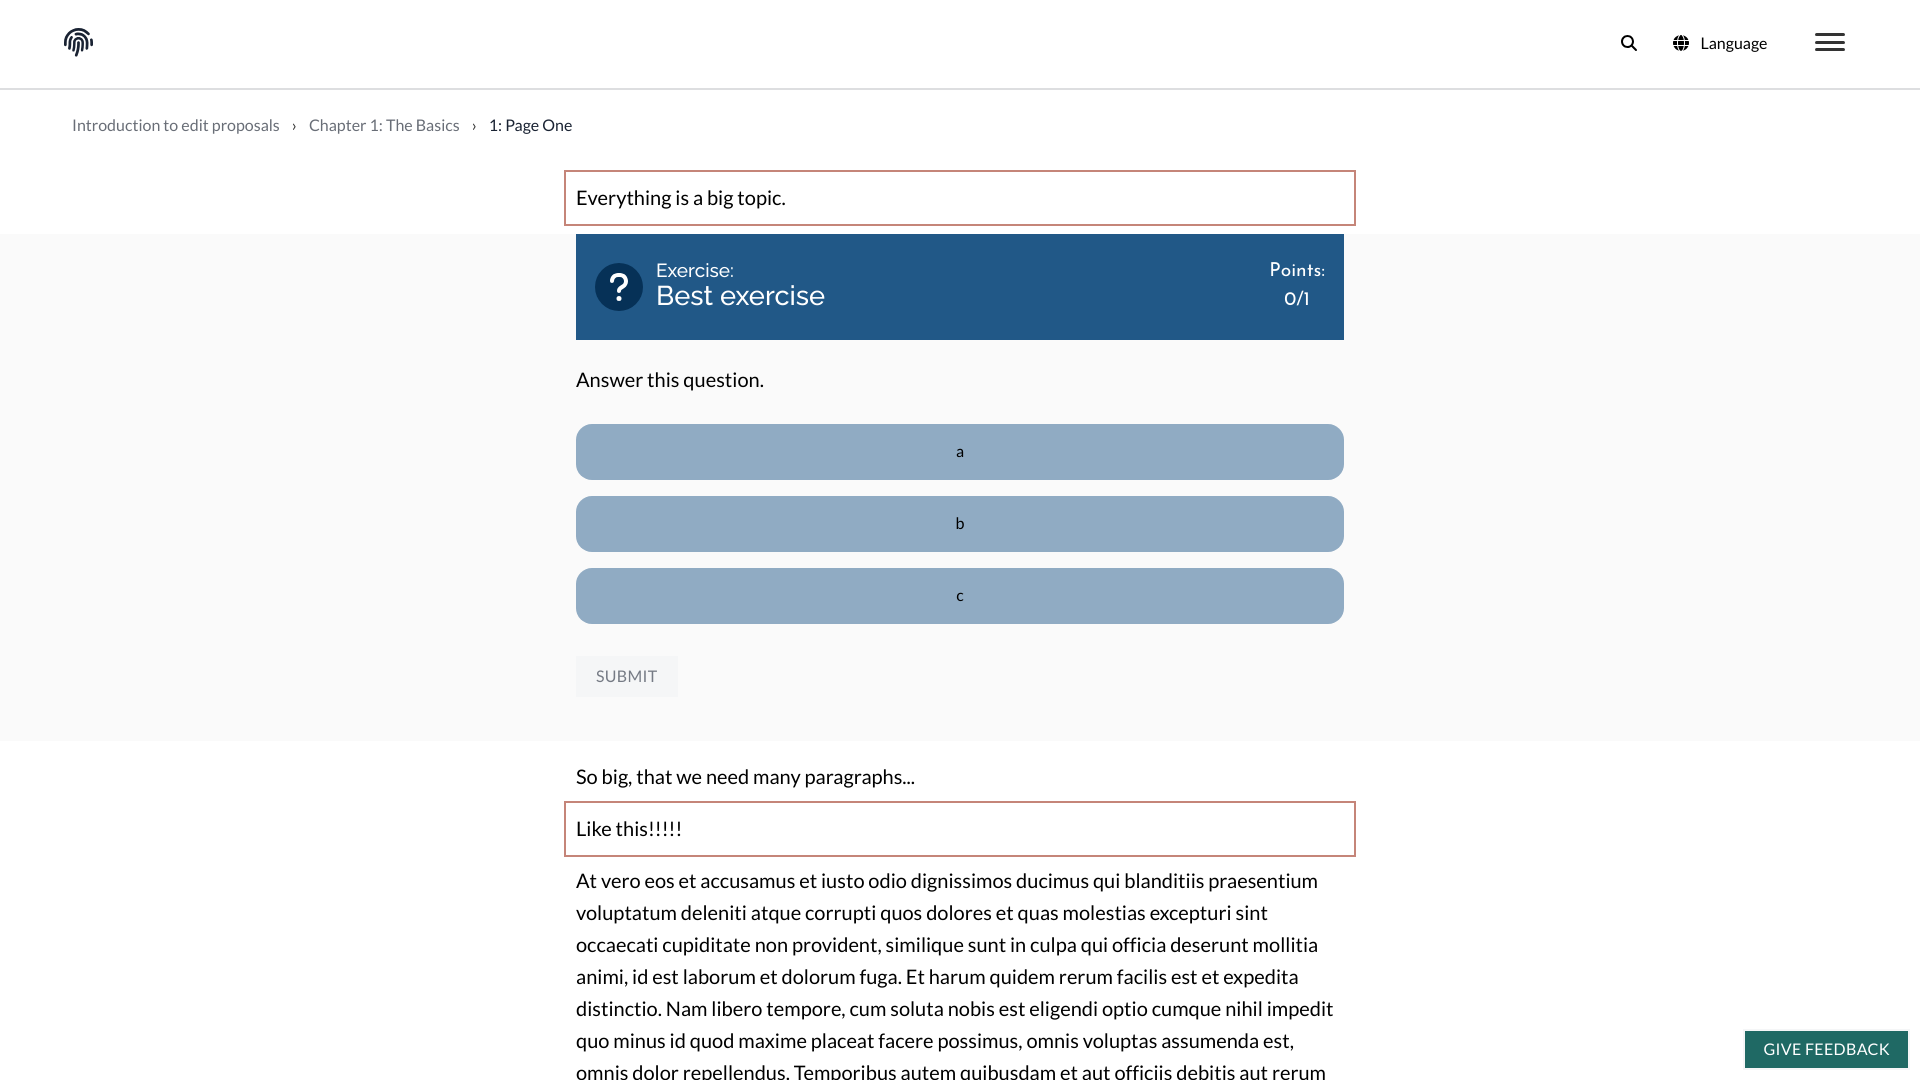 Language
Introduction to edit proposals › Chapter 1: The Basics › 1: Page One
Everything is a big topic.
?
Exercise:
Best exercise
Points:
0/1
Answer this question.
a
b
c
SUBMIT
So big, that we need many paragraphs...
Like this!!!!!
At vero eos et accusamus et iusto odio dignissimos ducimus qui blanditiis praesentium
voluptatum deleniti atque corrupti quos dolores et quas molestias excepturi sint
occaecati cupiditate non provident, similique sunt in culpa qui officia deserunt mollitia
animi, id est laborum et dolorum fuga. Et harum quidem rerum facilis est et expedita
distinctio. Nam libero tempore, cum soluta nobis est eligendi optio cumque nihil impedit
quo minus id quod maxime placeat facere possimus, omnis voluptas assumenda est,
omnis dolor repellendus. Temporibus autem quibusdam et aut officiis debitis aut rerum
GIVE FEEDBACK